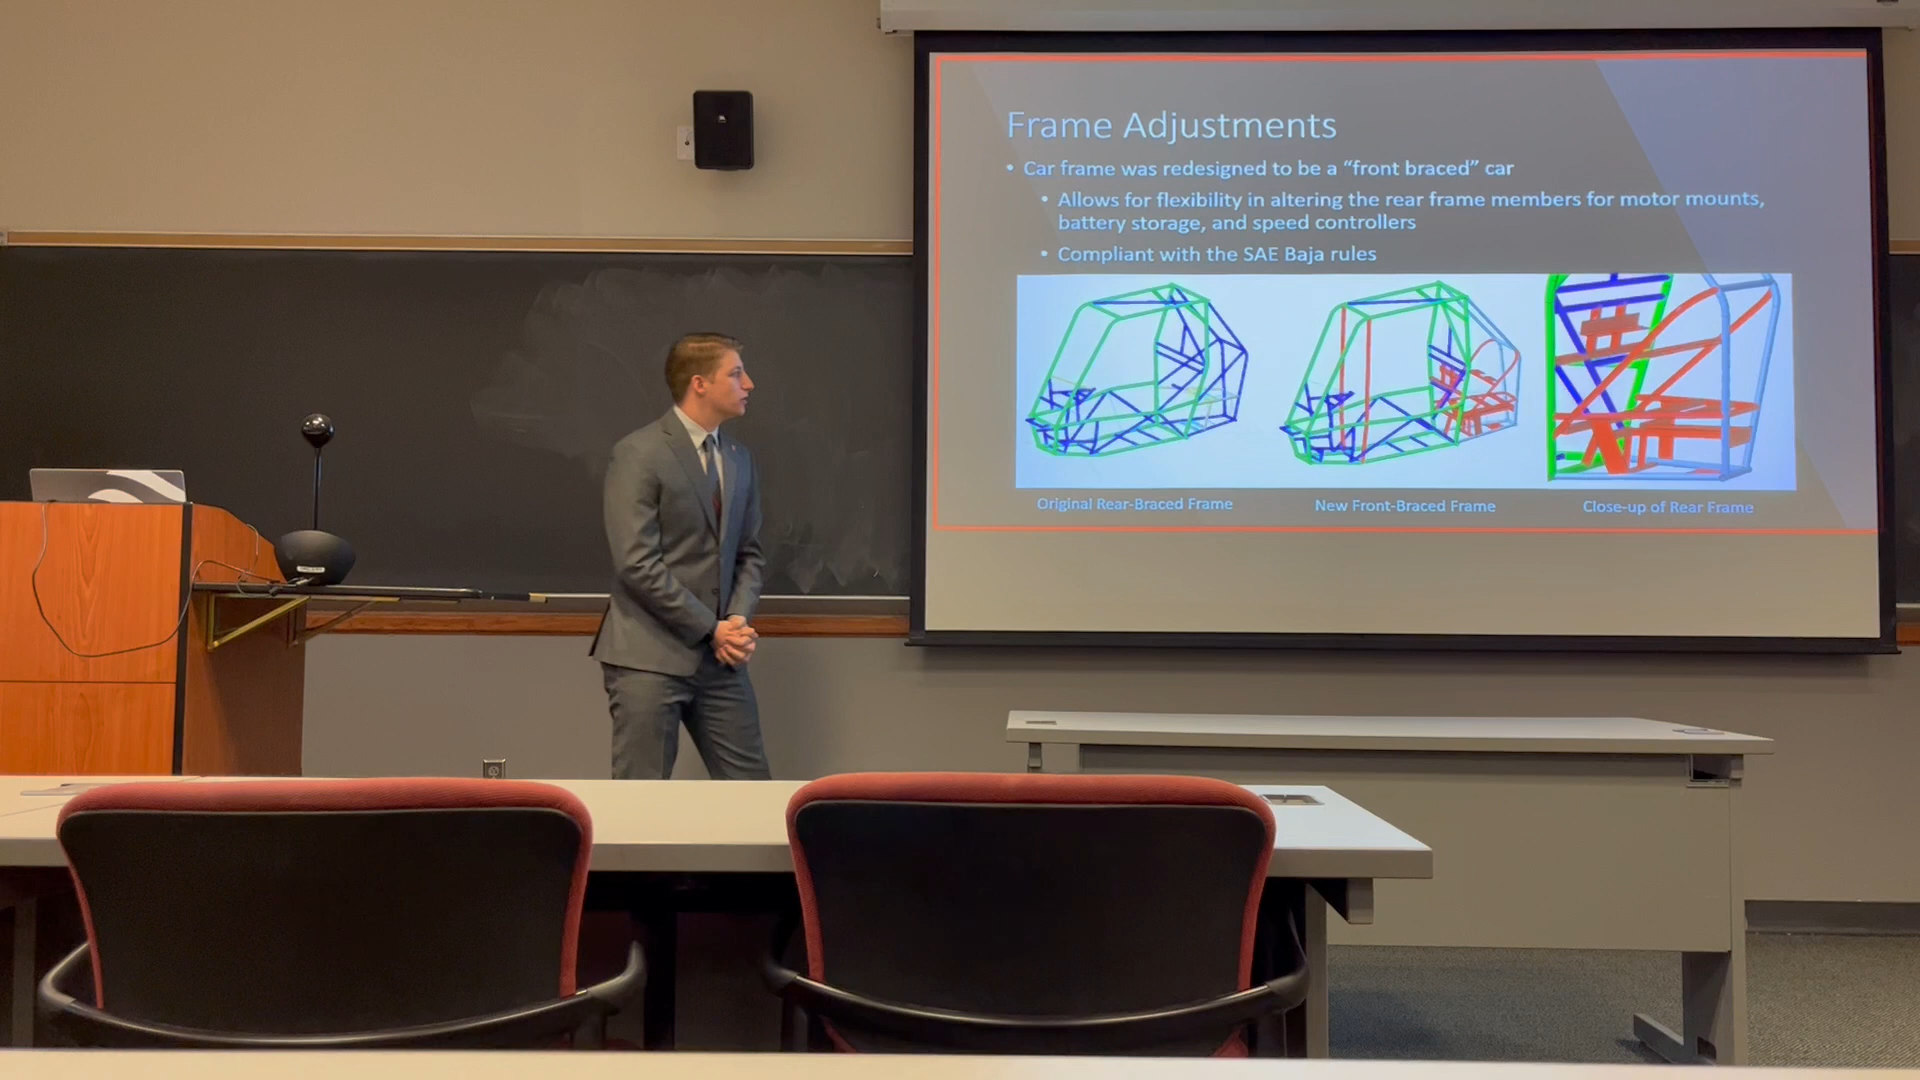 Frame Adjustments
• Car frame was redesigned to be a “front braced” car
• Allows for flexibility in altering the rear frame members for motor mounts,
battery storage, and speed controllers
• Compliant with the SAE Baja rules
Original Rear-Braced Frame
New Front-Braced Frame
Close-up of Rear Frame